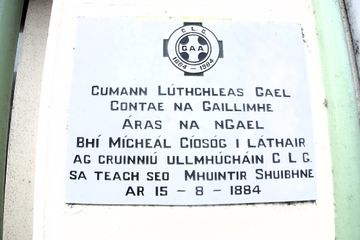 C L G
GAA
1884 - 1984
CUMANN LÚTHCHLEAS GAEL
CONTAE NA GAILLIMHE
ÁRAS NA NGAEL
BHÍ MÍCHEÁL CÍOSÓG I LÁTHAIR
AG CRUINNIÚ ULLMHÚCHÁIN C L G.
SA TEACH SEO MHUINTIR SHUIBHNE
AR 15 - 8 - 1884